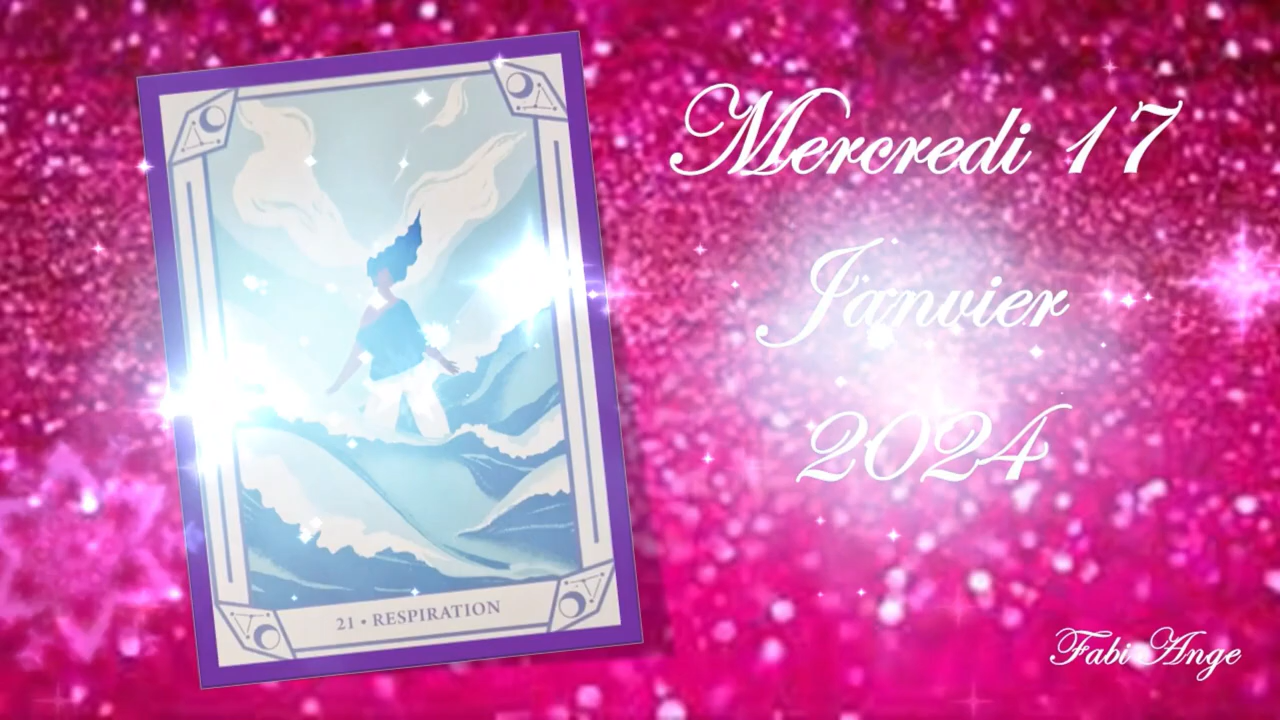 21 • RESPIRATION
Mercredi 17
Janvier
2024
Fabi Ange